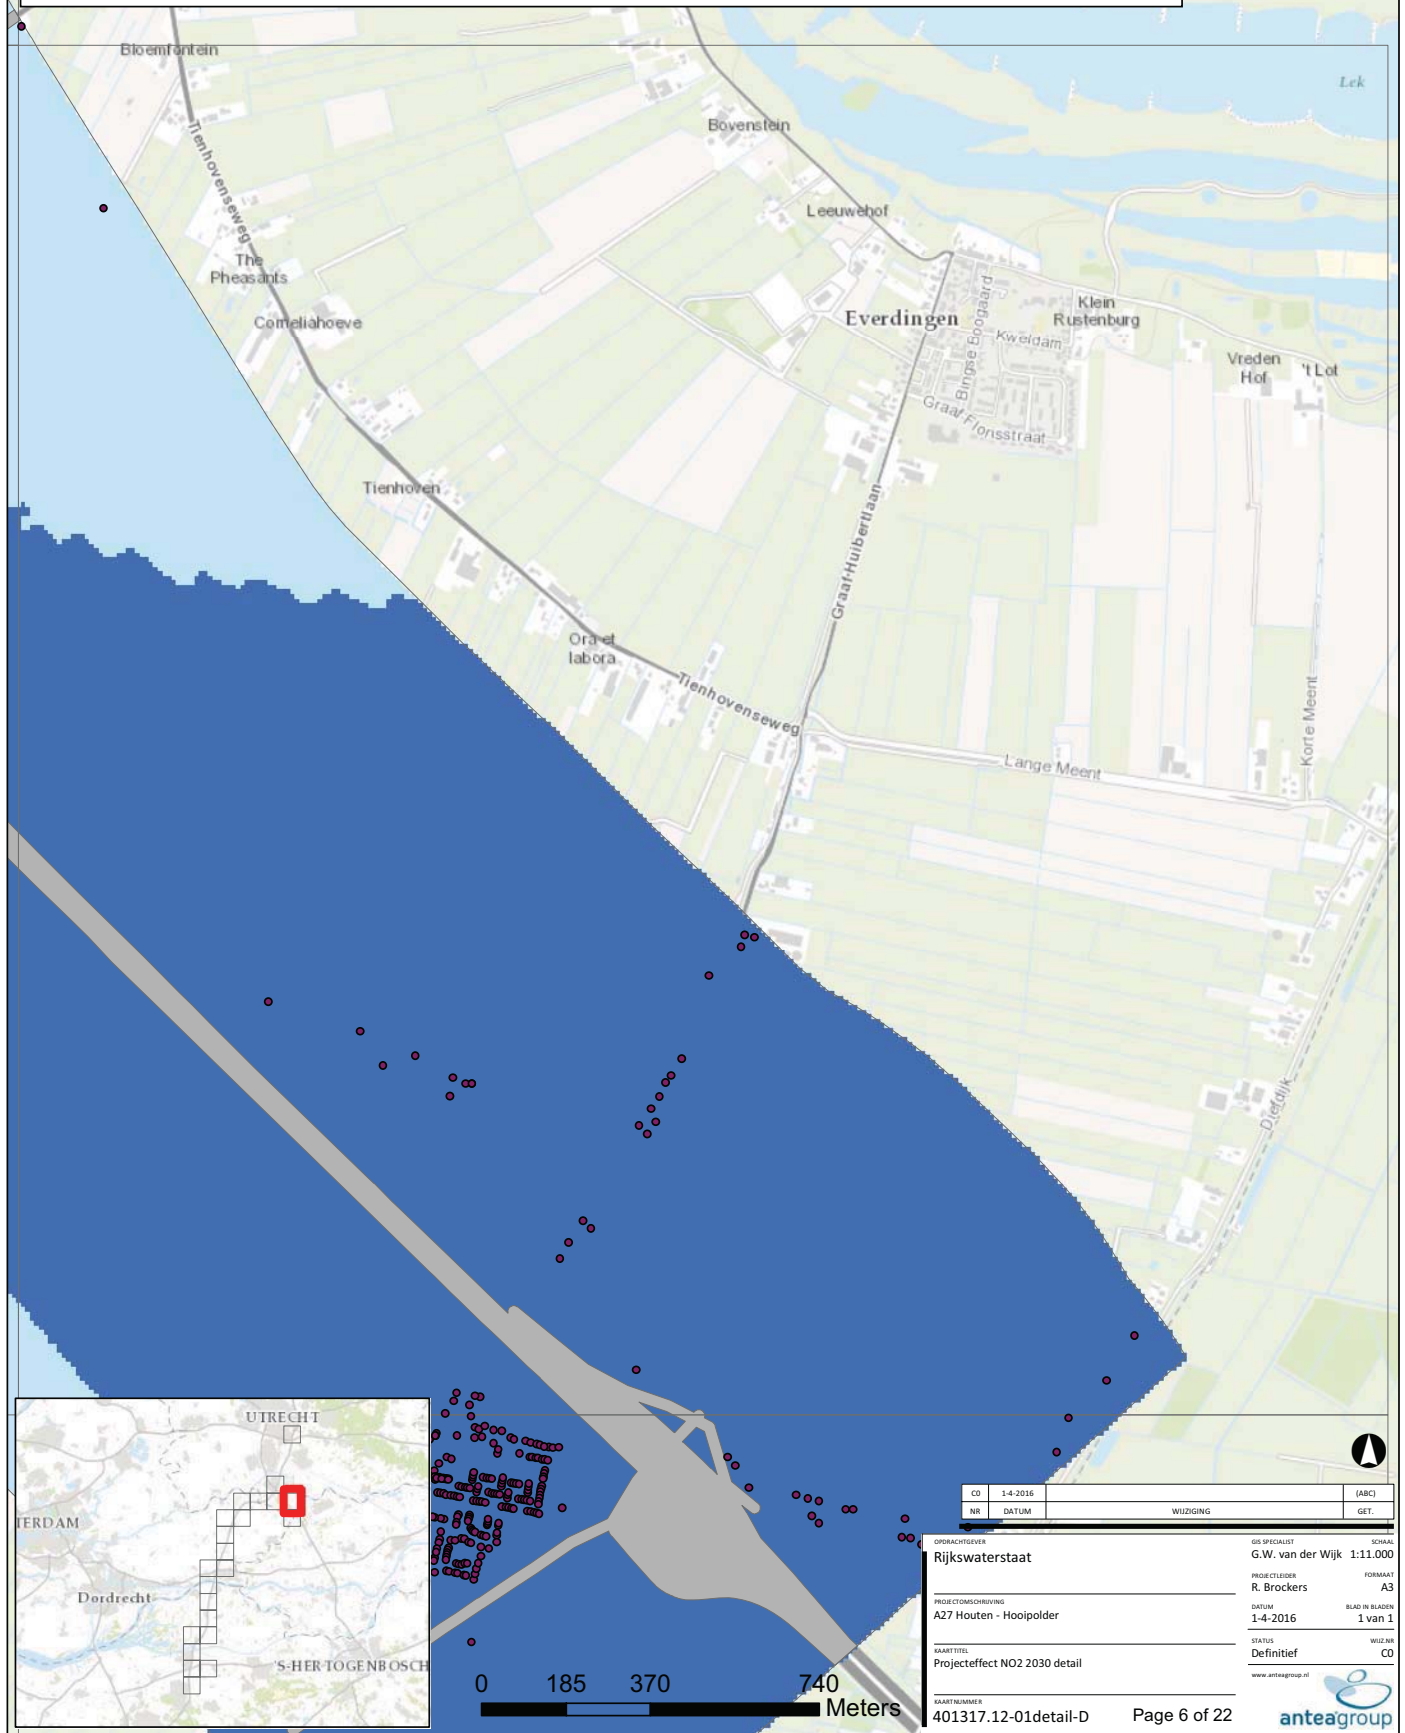 Bloemfontein
Lek
Tienhovenseweg
Bovenstein
Leeuwehof
The
Pheasants
Corneliahoeve
Everdingen
Bingse Boogaard
Kweldam
Klein
Rustenburg
Vreden
Hof
't Lot
Graaf Florisstraat
Tienhoven
Graaf Huibertlaan
Ora et
labora
Tienhovenseweg
Lange Meent
Korte Meent
Diefdijk
UTRECHT
TERDAM
Dordrecht
'S-HERTOGENBOSCH
0 185 370 740
Meters
C0 1-4-2016 (ABC)
NR DATUM WIJZIGING GET.
OPDRACHTGEVER
Rijkswaterstaat
PROJECTOMSCHRIJVING
A27 Houten - Hooipolder
KAARTTITEL
Projecteffect NO2 2030 detail
KAARTNUMMER
401317.12-01detail-D Page 6 of 22
GIS SPECIALIST SCHAAL
G.W. van der Wijk 1:11.000
PROJECTLEIDER FORMAAT
R. Brockers A3
DATUM BLAD IN BLADEN
1-4-2016 1 van 1
STATUS WIJZ.NR
Definitief C0
www.anteagroup.nl
anteagroup